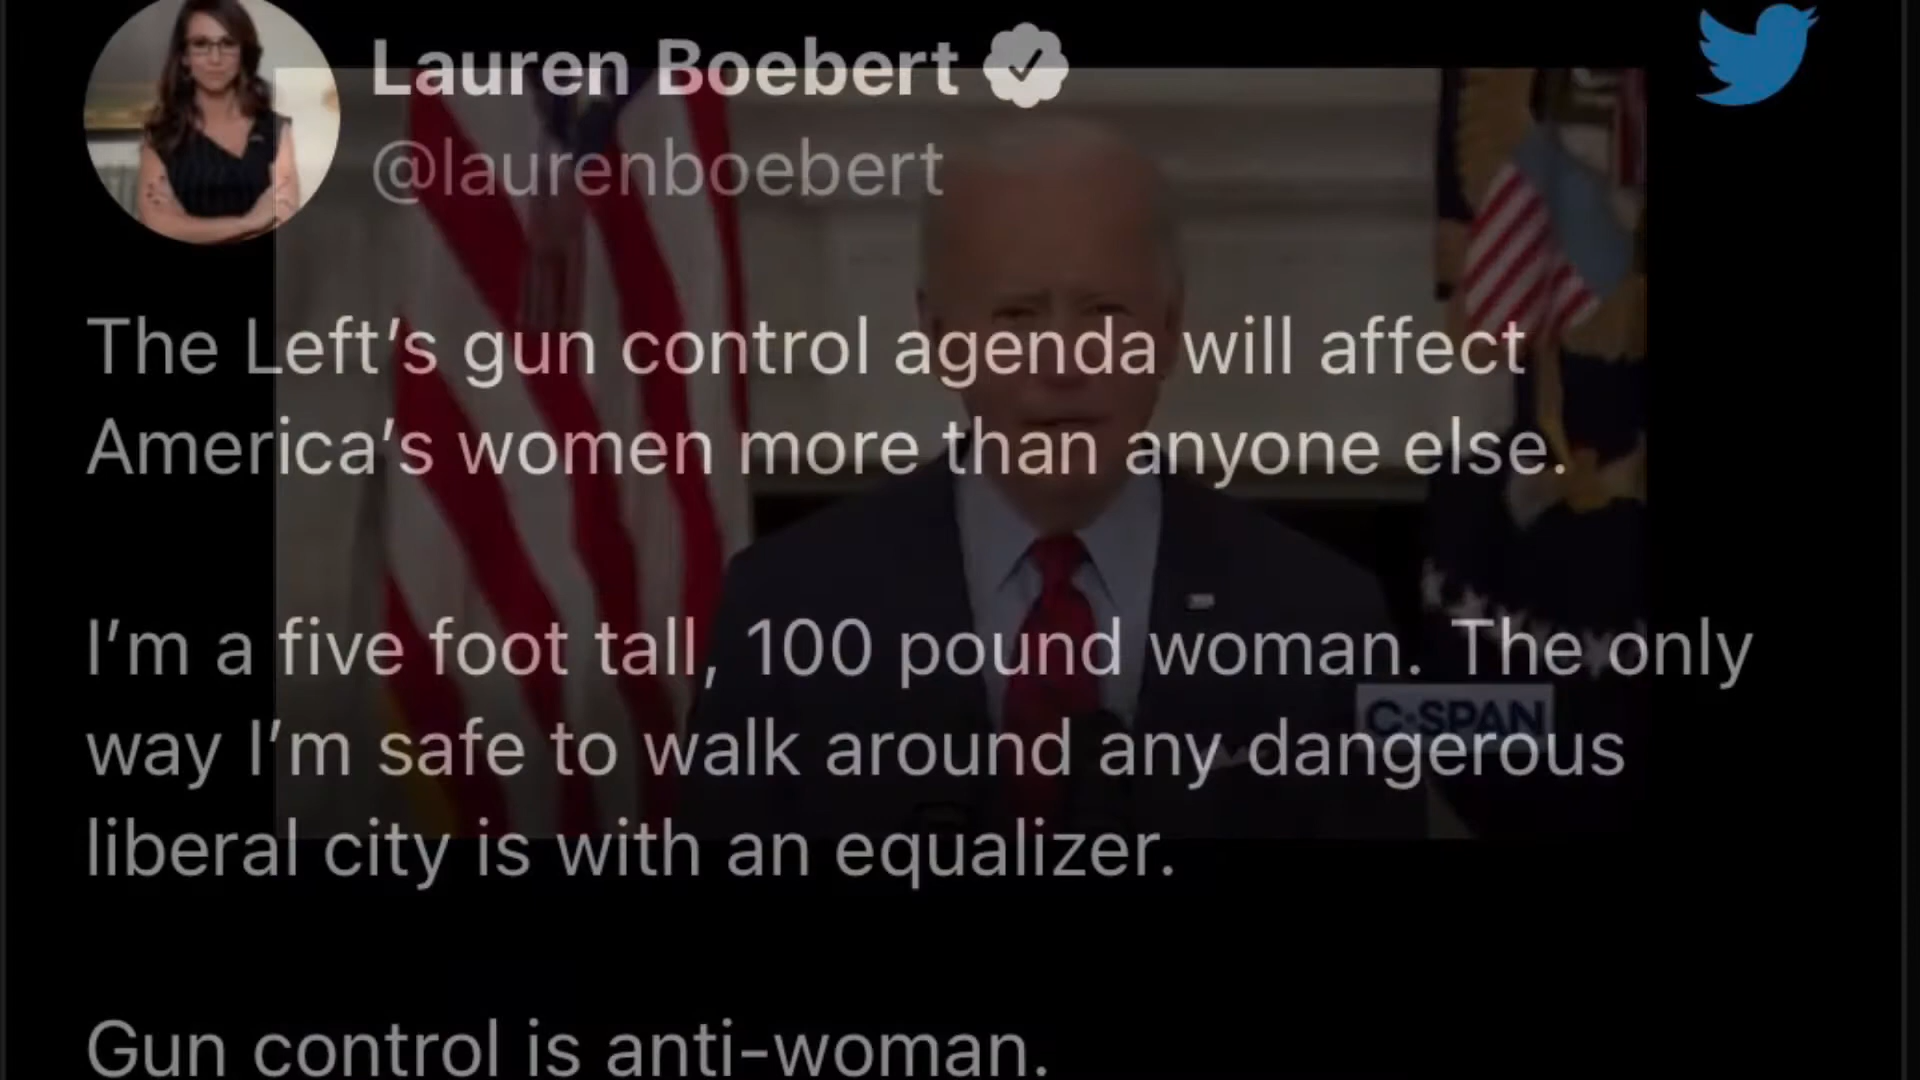 Lauren Boebert
@laurenboebert
The Left’s gun control agenda will affect
America’s women more than anyone else.
I’m a five foot tall, 100 pound woman. The only
way I’m safe to walk around any dangerous
liberal city is with an equalizer.
Gun control is anti-woman.
C-SPAN